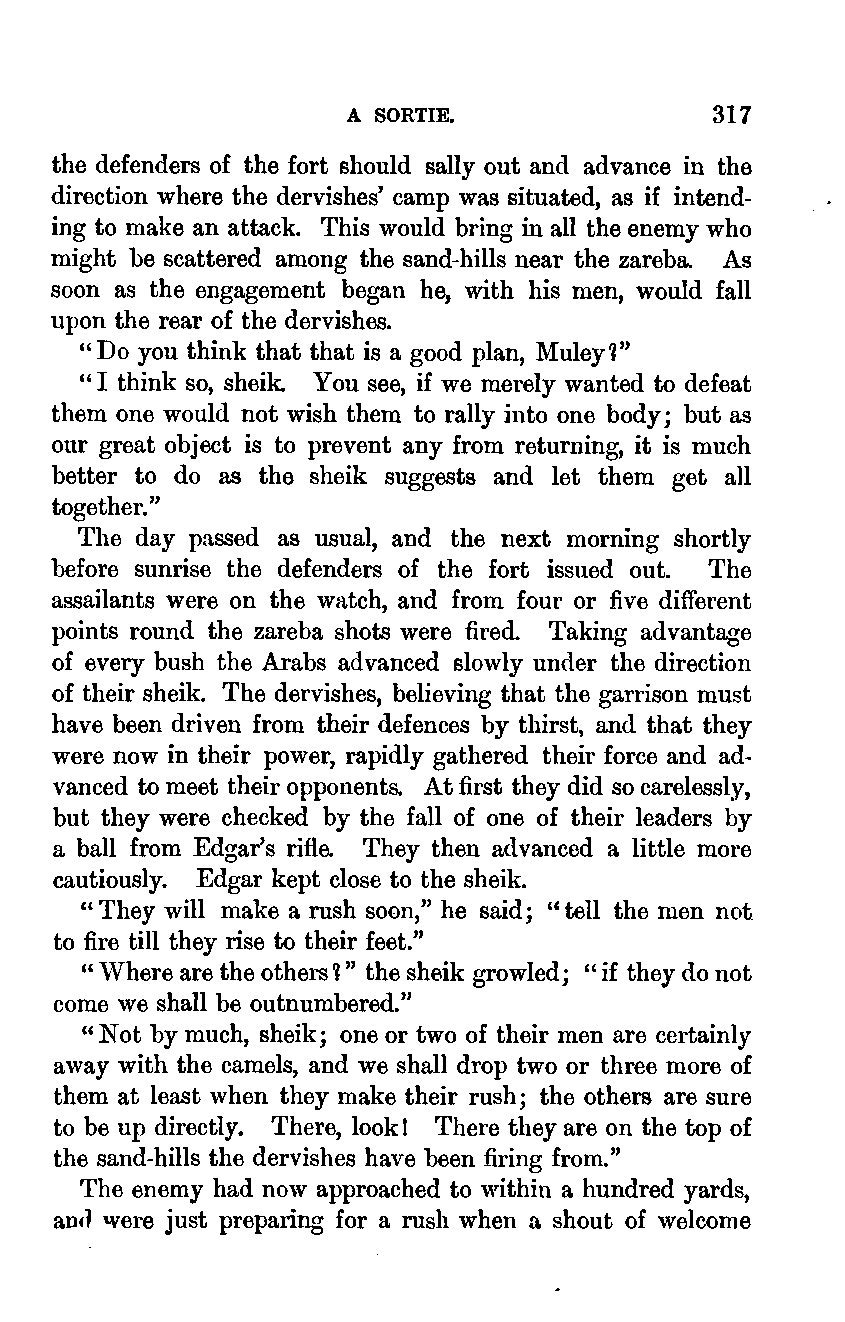 A SORTIE. 317
the defenders of the fort should sally out and advance in the
direction where the dervishes' camp was situated, as if intend-
ing to make an attack. This would bring in all the enemy who
might be scattered among the sand-hills near the zareba. As
soon as the engagement began he, with his men, would fall
upon the rear of the dervishes.
"Do you think that that is a good plan, Muley?"
"I think so, sheik. You see, if we merely wanted to defeat
them one would not wish them to rally into one body; but as
our great object is to prevent any from returning, it is much
better to do as the sheik suggests and let them get all
together."
The day passed as usual, and the next morning shortly
before sunrise the defenders of the fort issued out. The
assailants were on the watch, and from four or five different
points round the zareba shots were fired. Taking advantage
of every bush the Arabs advanced slowly under the direction
of their sheik. The dervishes, believing that the garrison must
have been driven from their defences by thirst, and that they
were now in their power, rapidly gathered their force and ad-
vanced to meet their opponents. At first they did so carelessly,
but they were checked by the fall of one of their leaders by
a ball from Edgar's rifle. They then advanced a little more
cautiously. Edgar kept close to the sheik.
"They will make a rush soon," he said; "tell the men not
to fire till they rise to their feet."
"Where are the others?" the sheik growled; "if they do not
come we shall be outnumbered."
"Not by much, sheik; one or two of their men are certainly
away with the camels, and we shall drop two or three more of
them at least when they make their rush; the others are sure
to be up directly. There, look! There they are on the top of
the sand-hills the dervishes have been firing from."
The enemy had now approached to within a hundred yards,
and were just preparing for a rush when a shout of welcome